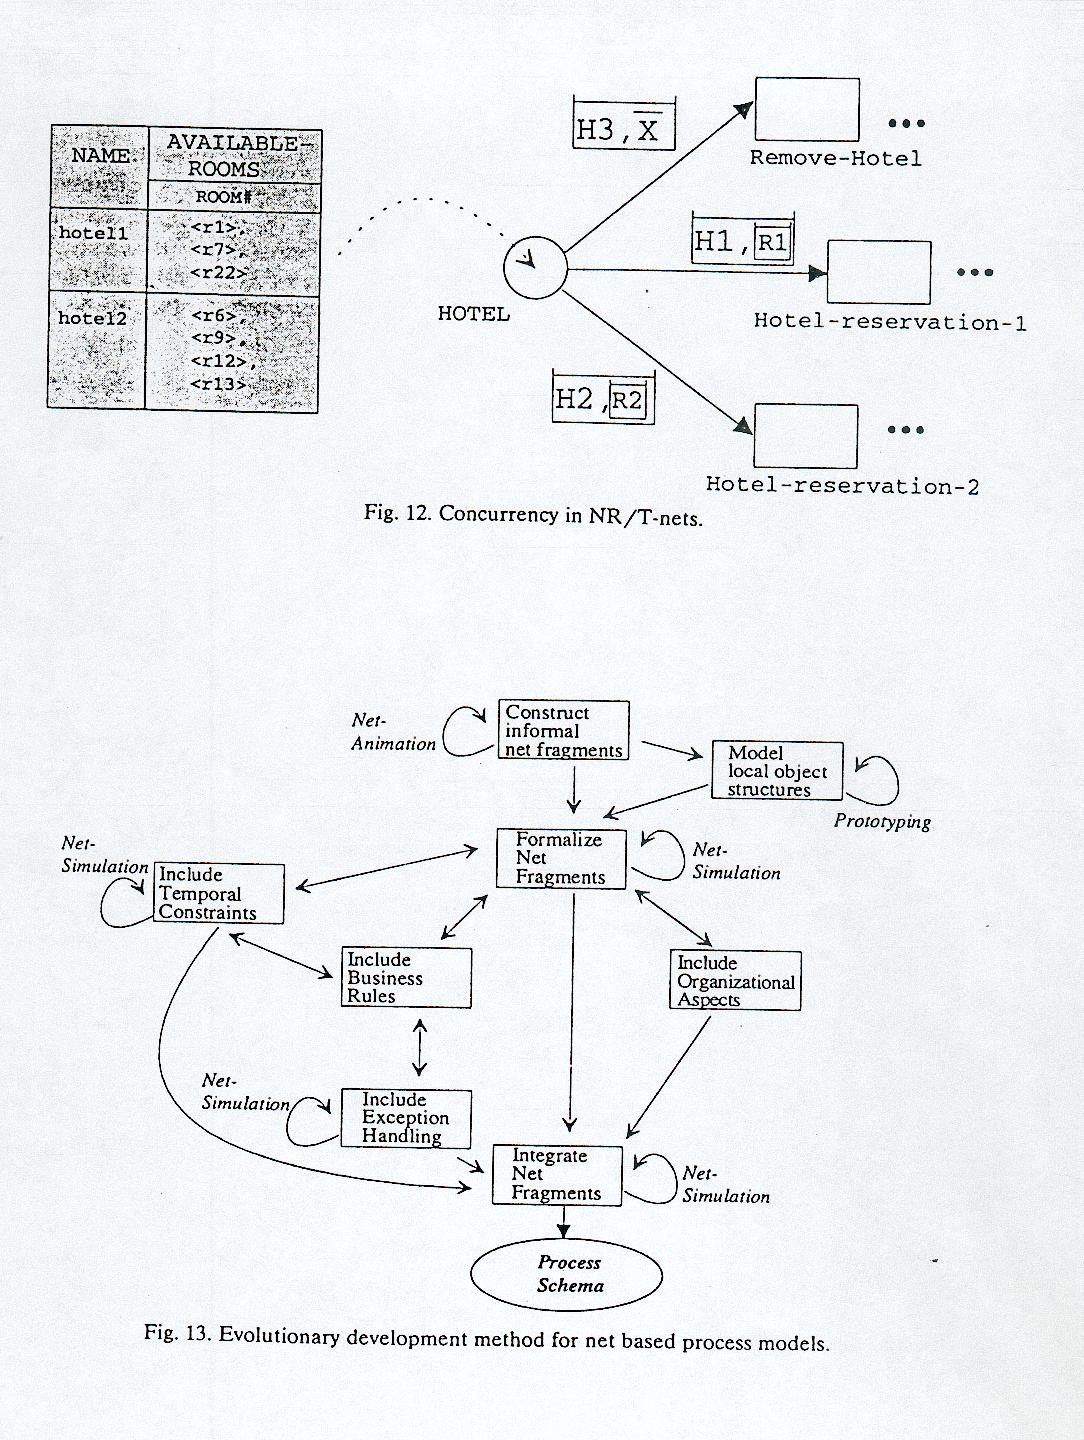 NAME
AVAILABLE-
ROOMS
ROOM#
hotel1
<r1>,
<r7>,
<r22>
hotel2
<r6>,
<r9>,
<r12>,
<r13>
HOTEL
H3, X̅
Remove-Hotel
•••
H1, R1
Hotel-reservation-1
•••
H2, R2
Hotel-reservation-2
•••
Fig. 12. Concurrency in NR/T-nets.
Net-
Animation
Construct
informal
net fragments
Model
local object
structures
Prototyping
Formalize
Net
Fragments
Net-
Simulation
Net-
Simulation
Include
Temporal
Constraints
Include
Business
Rules
Include
Organizational
Aspects
Net-
Simulation
Include
Exception
Handling
Integrate
Net
Fragments
Net-
Simulation
Process
Schema
Fig. 13. Evolutionary development method for net based process models.